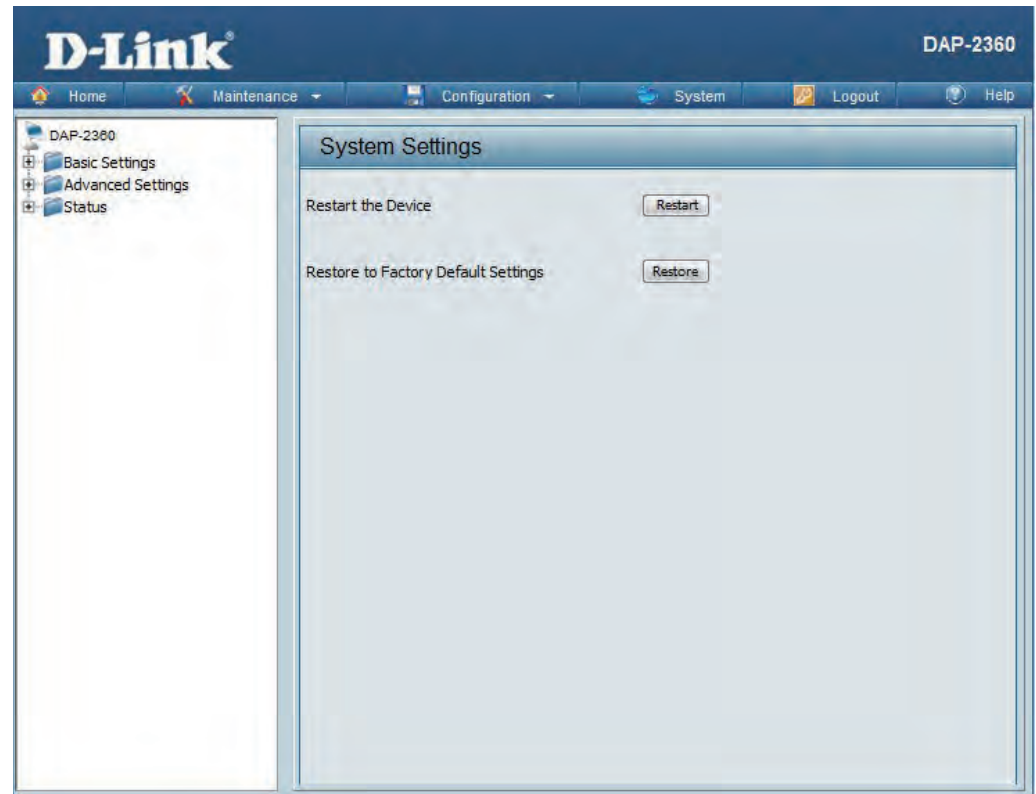 D-Link®
DAP-2360
Home Maintenance Configuration System Logout Help
DAP-2360
Basic Settings
Advanced Settings
Status
System Settings
Restart the Device Restart
Restore to Factory Default Settings Restore